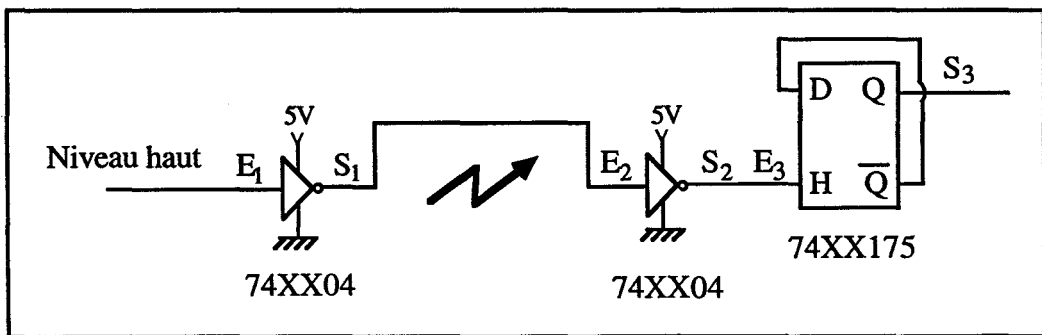 5V
5V
D Q
S₃
Niveau haut
E₁
S₁
E₂
S₂
E₃
H Q̅
74XX175
74XX04
74XX04